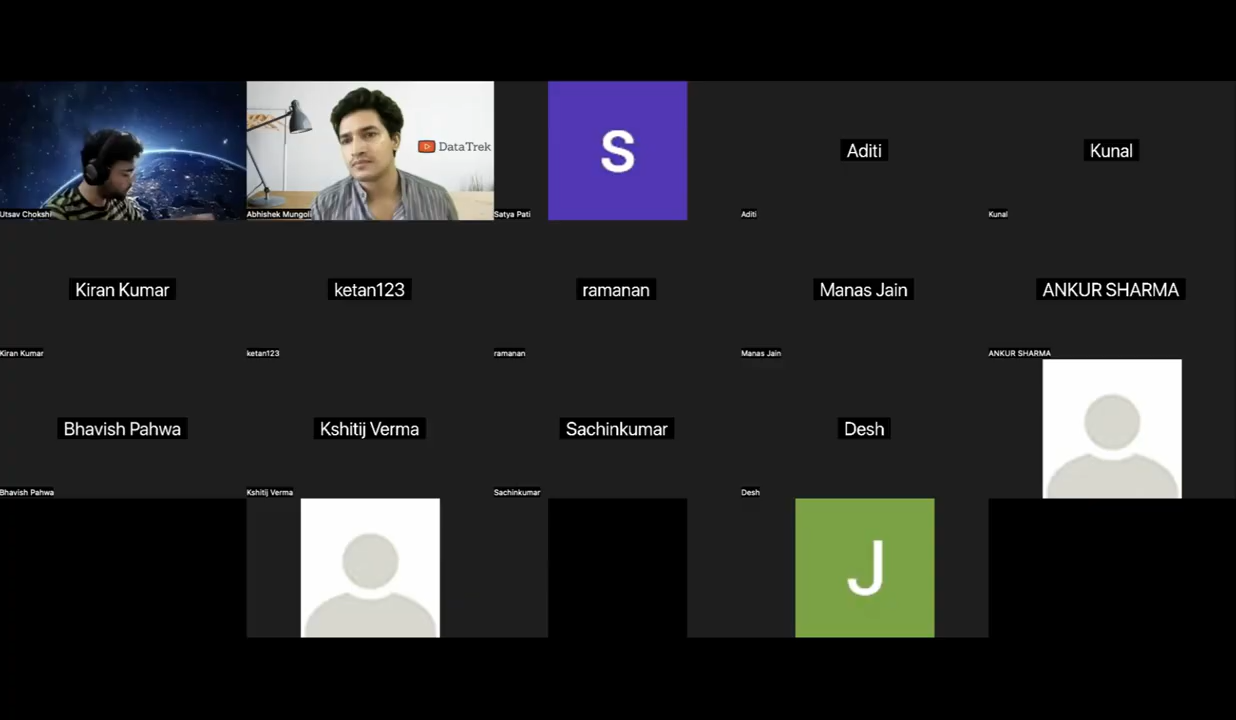 DataTrek
S
Aditi
Kunal
Utsav Chokshi
Abhishek Mungoli
Satya Pati
Aditi
Kunal
Kiran Kumar
ketan123
ramanan
Manas Jain
ANKUR SHARMA
Kiran Kumar
ketan123
ramanan
Manas Jain
ANKUR SHARMA
Bhavish Pahwa
Kshitij Verma
Sachinkumar
Desh
Bhavish Pahwa
Kshitij Verma
Sachinkumar
Desh
J